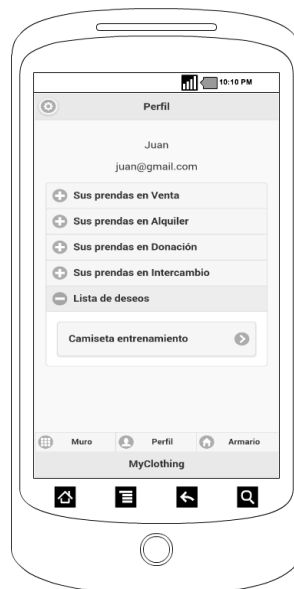 10:10 PM
Perfil
Juan
juan@gmail.com
Sus prendas en Venta
Sus prendas en Alquiler
Sus prendas en Donación
Sus prendas en Intercambio
Lista de deseos
Camiseta entrenamiento
Muro Perfil Armario
MyClothing